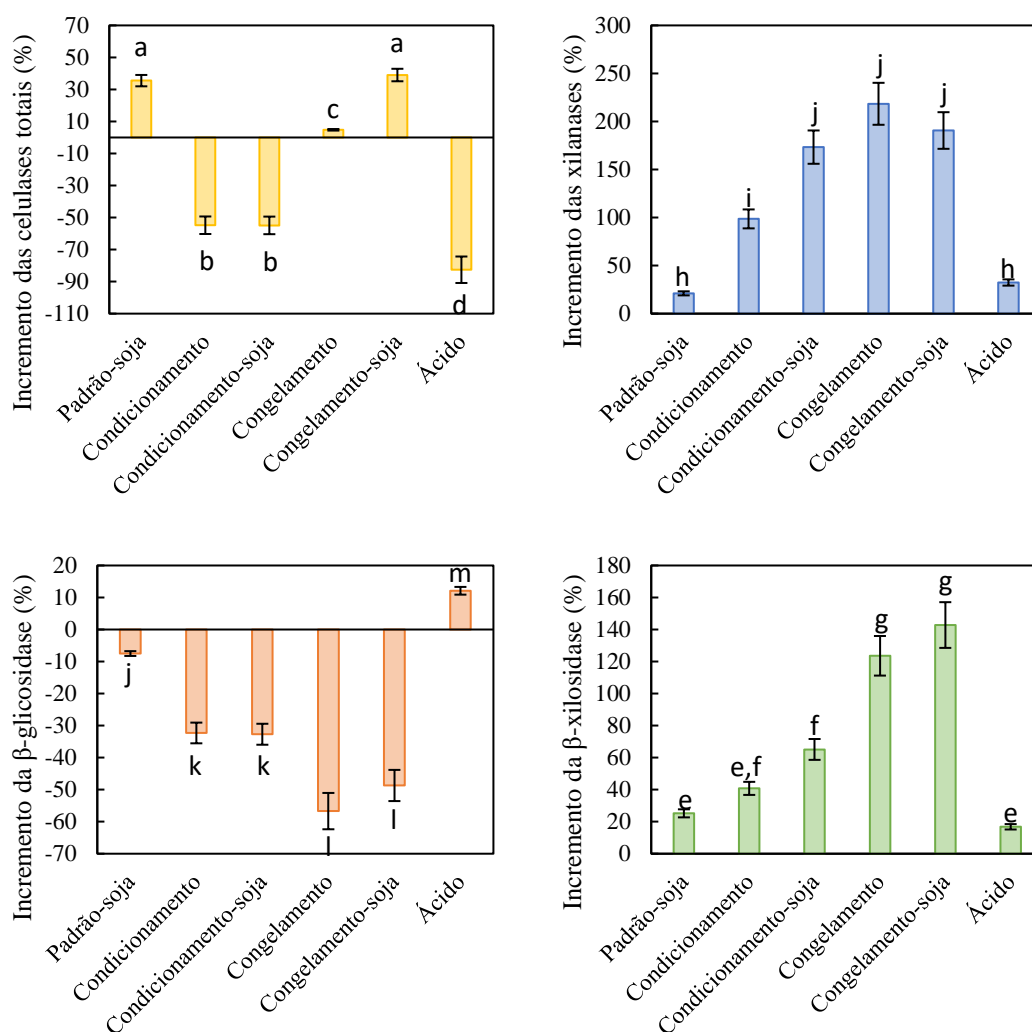 Incremento das celulases totais (%)
70
50
30
10
-10
-30
-50
-70
-90
-110
a
b
b
c
a
d
Padrão-soja
Condicionamento
Condicionamento-soja
Congelamento
Congelamento-soja
Ácido
Incremento das xilanases (%)
300
250
200
150
100
50
0
h
i
j
j
j
h
Padrão-soja
Condicionamento
Condicionamento-soja
Congelamento
Congelamento-soja
Ácido
Incremento da β-glicosidase (%)
20
10
0
-10
-20
-30
-40
-50
-60
-70
j
k
k
l
l
m
Padrão-soja
Condicionamento
Condicionamento-soja
Congelamento
Congelamento-soja
Ácido
Incremento da β-xilosidase (%)
180
160
140
120
100
80
60
40
20
0
e
e,f
f
g
g
e
Padrão-soja
Condicionamento
Condicionamento-soja
Congelamento
Congelamento-soja
Ácido